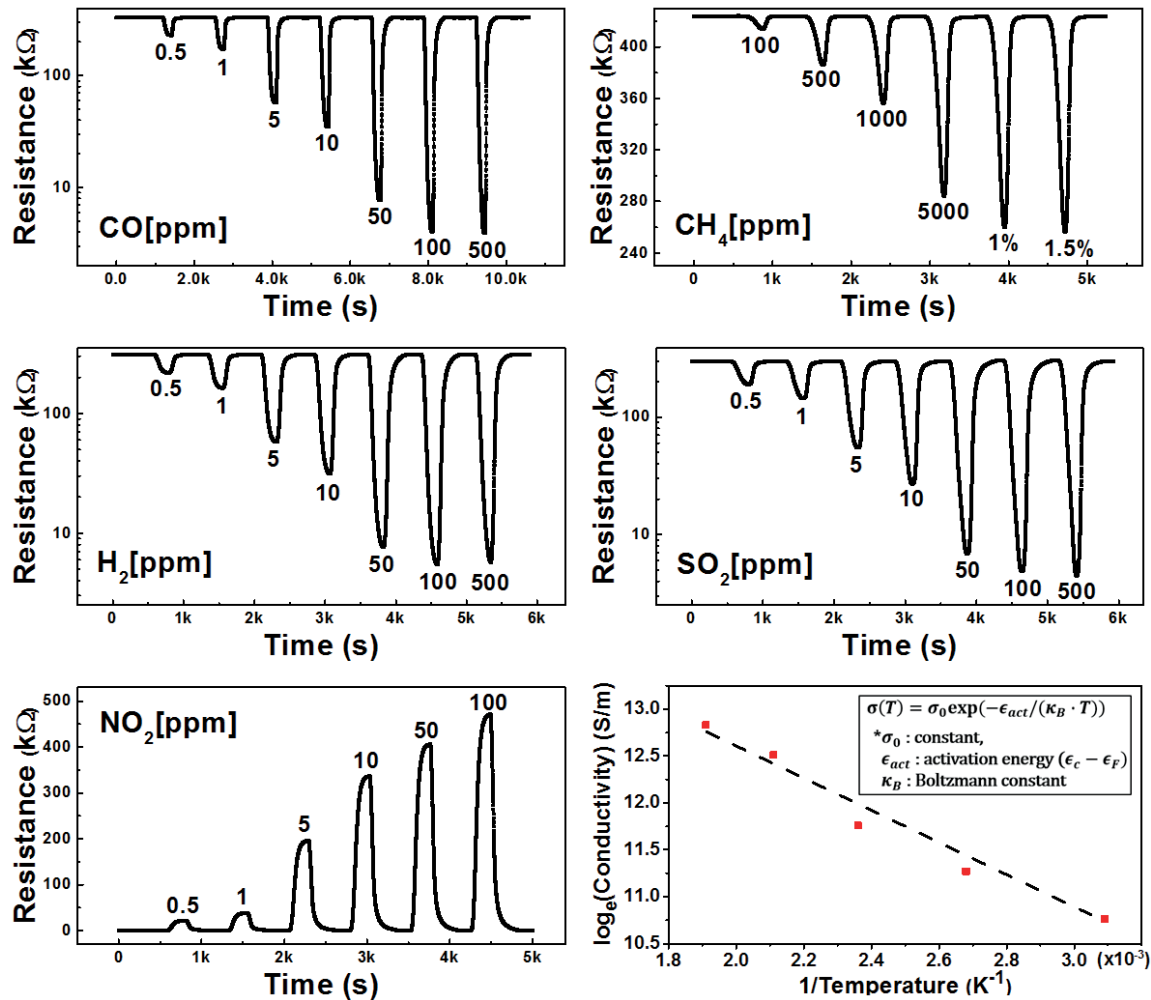 Resistance (kΩ)
100
10
0.5
1
5
10
50
100
500
CO[ppm]
0.0 2.0k 4.0k 6.0k 8.0k 10.0k
Time (s)
Resistance (kΩ)
400
360
320
280
240
100
500
1000
5000
1%
1.5%
CH₄[ppm]
0 1k 2k 3k 4k 5k
Time (s)
Resistance (kΩ)
100
10
0.5
1
5
10
50
100
500
H₂[ppm]
0 1k 2k 3k 4k 5k 6k
Time (s)
Resistance (kΩ)
100
10
0.5
1
5
10
50
100
500
SO₂[ppm]
0 1k 2k 3k 4k 5k 6k
Time (s)
Resistance (kΩ)
500
400
300
200
100
0
NO₂[ppm]
0.5
1
5
10
50
100
0 1k 2k 3k 4k 5k
Time (s)
logₑ(Conductivity) (S/m)
13.0
12.5
12.0
11.5
11.0
10.5
σ(T) = σ₀exp(−ϵ_act/(κ_B · T))
*σ₀ : constant,
ϵ_act : activation energy (ϵ_c − ϵ_F)
κ_B : Boltzmann constant
1.8 2.0 2.2 2.4 2.6 2.8 3.0 (x10⁻³)
1/Temperature (K⁻¹)